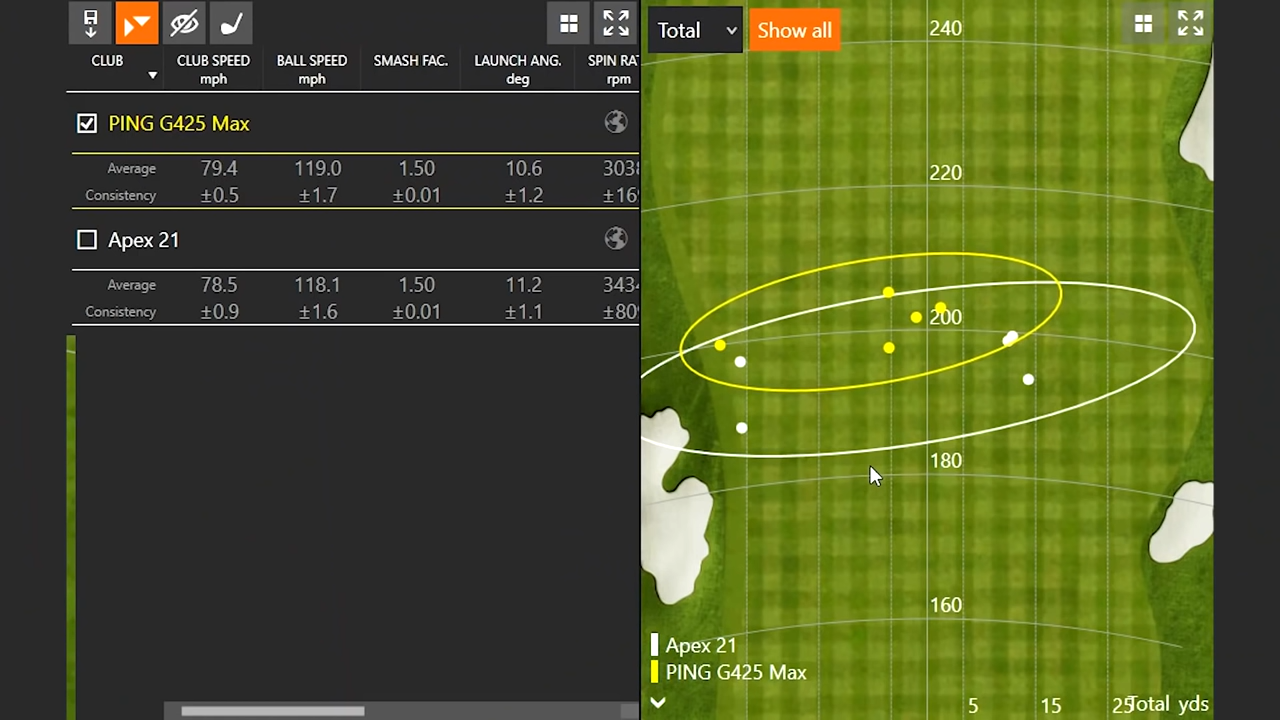 CLUB
CLUB SPEED
mph
BALL SPEED
mph
SMASH FAC.
LAUNCH ANG.
deg
rpm
PING G425 Max
Average 79.4 119.0 1.50 10.6
Consistency ±0.5 ±1.7 ±0.01 ±1.2
Apex 21
Average 78.5 118.1 1.50 11.2
Consistency ±0.9 ±1.6 ±0.01 ±1.1
Total
Show all
240
220
200
180
160
Apex 21
PING G425 Max
5 15 25
Total yds